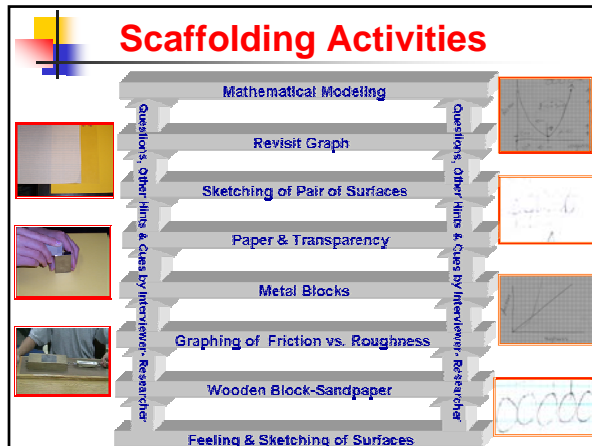 Scaffolding Activities
Mathematical Modeling
Revisit Graph
Sketching of Pair of Surfaces
Paper & Transparency
Metal Blocks
Graphing of Friction vs. Roughness
Wooden Block-Sandpaper
Feeling & Sketching of Surfaces
Questions, Other Hints & Cues by Interviewer- Researcher
Questions, Other Hints & Cues by Interviewer- Researcher